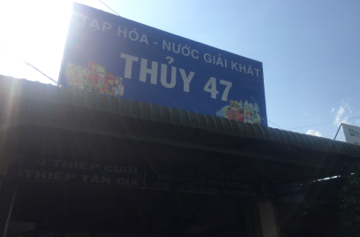 TẠP HÓA - NƯỚC GIẢI KHÁT
THỦY 47
THIỆP CƯỚI
THIỆP TÂN GIA